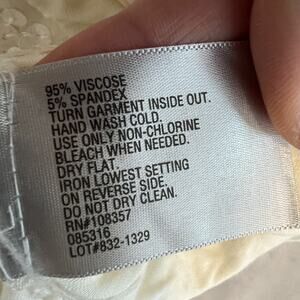 95% VISCOSE
5% SPANDEX
TURN GARMENT INSIDE OUT.
HAND WASH COLD.
USE ONLY NON-CHLORINE
BLEACH WHEN NEEDED.
DRY FLAT.
IRON LOWEST SETTING
ON REVERSE SIDE.
DO NOT DRY CLEAN.
RN#108357
085316
LOT#832-1329